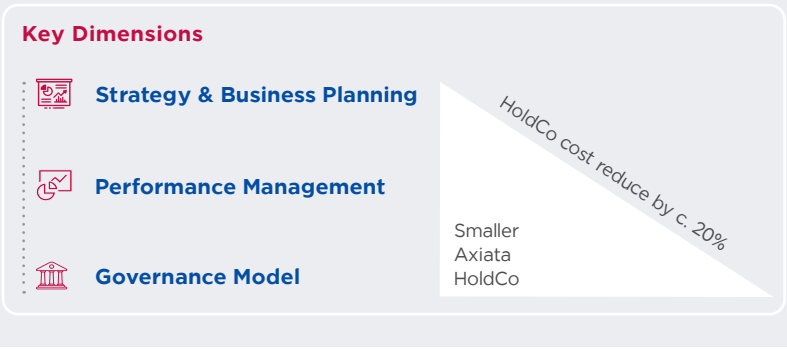 Key Dimensions
Strategy & Business Planning
Performance Management
Governance Model
HoldCo cost reduce by c. 20%
Smaller
Axiata
HoldCo